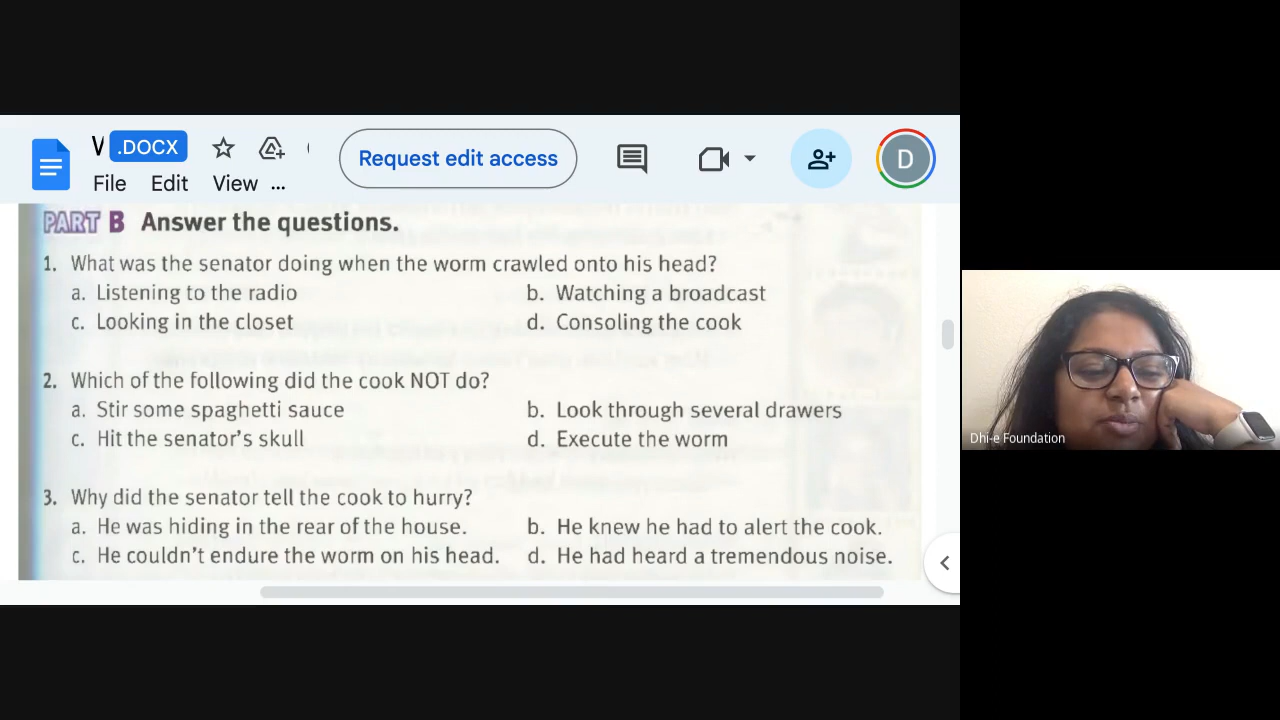 V .DOCX
Request edit access
D
File Edit View ...
PART B Answer the questions.
1. What was the senator doing when the worm crawled onto his head?
a. Listening to the radio b. Watching a broadcast
c. Looking in the closet d. Consoling the cook
2. Which of the following did the cook NOT do?
a. Stir some spaghetti sauce b. Look through several drawers
c. Hit the senator's skull d. Execute the worm
3. Why did the senator tell the cook to hurry?
a. He was hiding in the rear of the house. b. He knew he had to alert the cook.
c. He couldn't endure the worm on his head. d. He had heard a tremendous noise.
Dhi-e Foundation